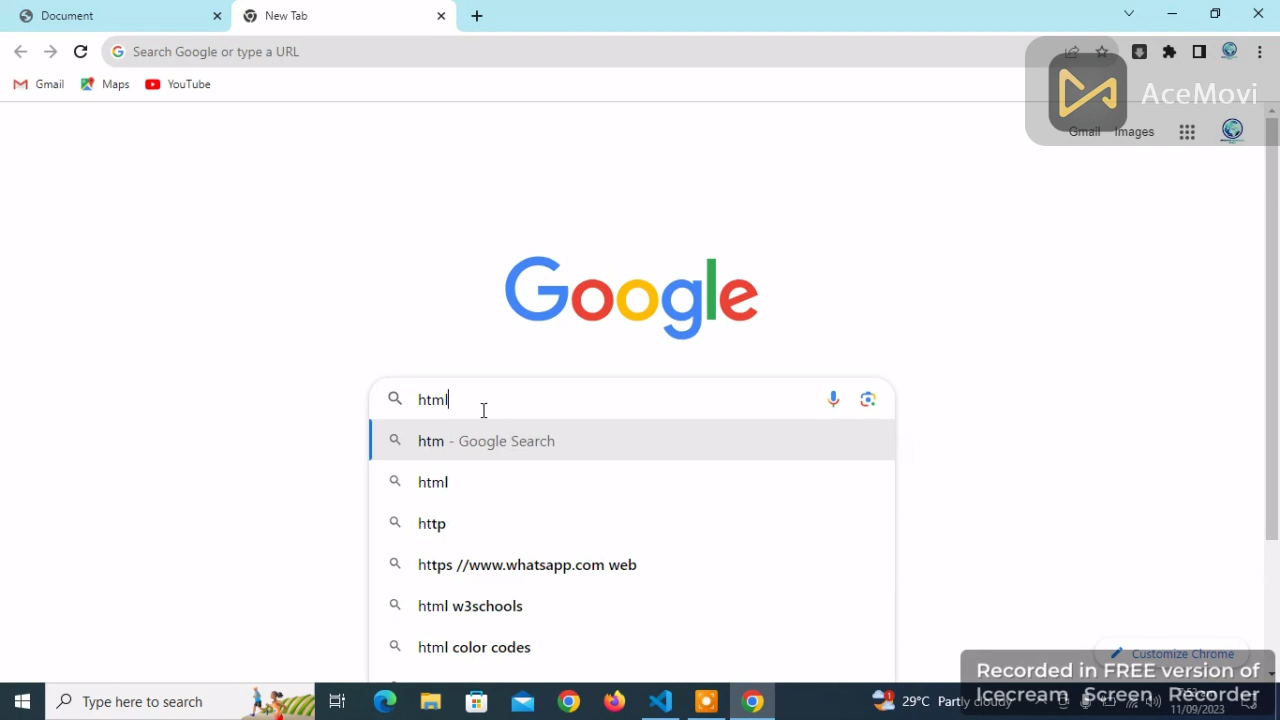 Document
New Tab
Search Google or type a URL
Gmail
Maps
YouTube
AceMovi
Gmail
Images
Google
html
htm - Google Search
html
http
https //www.whatsapp.com web
html w3schools
html color codes
Customize Chrome
Recorded in FREE version of
Icecream Screen Recorder
Type here to search
1
29°C Partly cloudy
11/09/2023